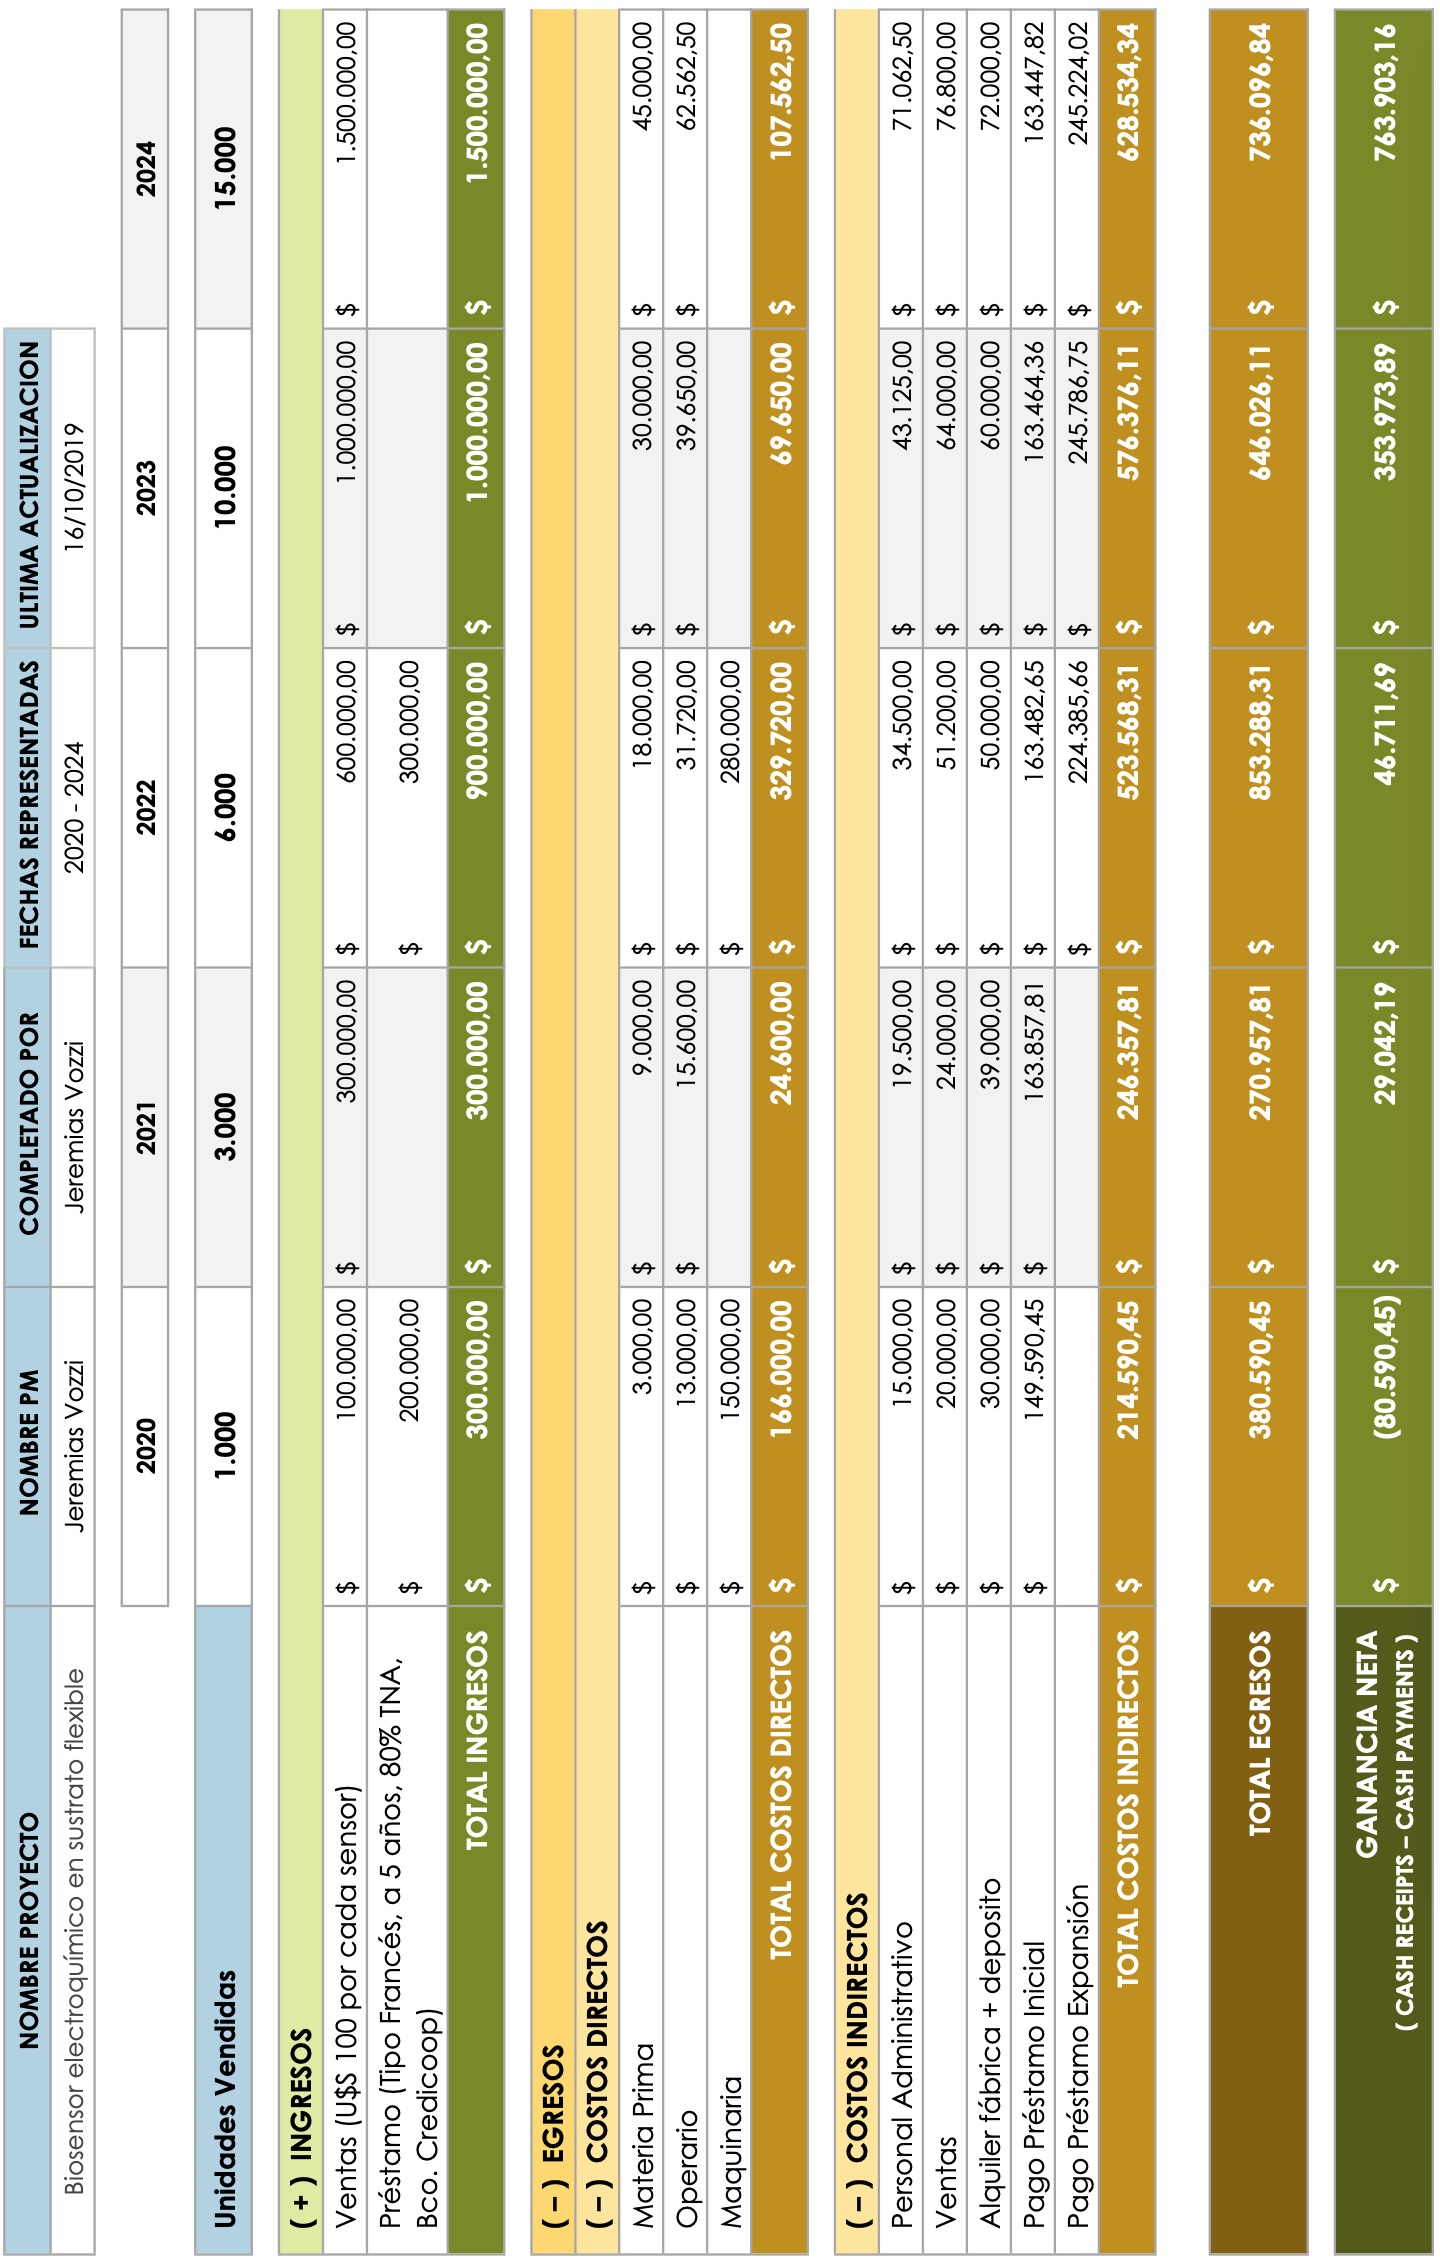 NOMBRE PROYECTO NOMBRE PM COMPLETADO POR FECHAS REPRESENTADAS ULTIMA ACTUALIZACION
Biosensor electroquímico en sustrato flexible Jeremias Vozzi Jeremias Vozzi 2020 - 2024 16/10/2019
2020 2021 2022 2023 2024
Unidades Vendidas 1.000 3.000 6.000 10.000 15.000
( + ) INGRESOS
Ventas (U$S 100 por cada sensor) $ 100.000,00 $ 300.000,00 $ 600.000,00 $ 1.000.000,00 $ 1.500.000,00
Préstamo (Tipo Francés, a 5 años, 80% TNA,
Bco. Credicoop) $ 200.000,00 $ 300.000,00
TOTAL INGRESOS $ 300.000,00 $ 300.000,00 $ 900.000,00 $ 1.000.000,00 $ 1.500.000,00
( – ) EGRESOS
( – ) COSTOS DIRECTOS
Materia Prima $ 3.000,00 $ 9.000,00 $ 18.000,00 $ 30.000,00 $ 45.000,00
Operario $ 13.000,00 $ 15.600,00 $ 31.720,00 $ 39.650,00 $ 62.562,50
Maquinaria $ 150.000,00 $ 280.000,00
TOTAL COSTOS DIRECTOS $ 166.000,00 $ 24.600,00 $ 329.720,00 $ 69.650,00 $ 107.562,50
( – ) COSTOS INDIRECTOS
Personal Administrativo $ 15.000,00 $ 19.500,00 $ 34.500,00 $ 43.125,00 $ 71.062,50
Ventas $ 20.000,00 $ 24.000,00 $ 51.200,00 $ 64.000,00 $ 76.800,00
Alquiler fábrica + deposito $ 30.000,00 $ 39.000,00 $ 50.000,00 $ 60.000,00 $ 72.000,00
Pago Préstamo Inicial $ 149.590,45 $ 163.857,81 $ 163.482,65 $ 163.464,36 $ 163.447,82
Pago Préstamo Expansión $ 224.385,66 $ 245.786,75 $ 245.224,02
TOTAL COSTOS INDIRECTOS $ 214.590,45 $ 246.357,81 $ 523.568,31 $ 576.376,11 $ 628.534,34
TOTAL EGRESOS $ 380.590,45 $ 270.957,81 $ 853.288,31 $ 646.026,11 $ 736.096,84
GANANCIA NETA $ (80.590,45) $ 29.042,19 $ 46.711,69 $ 353.973,89 $ 763.903,16
( CASH RECEIPTS – CASH PAYMENTS )